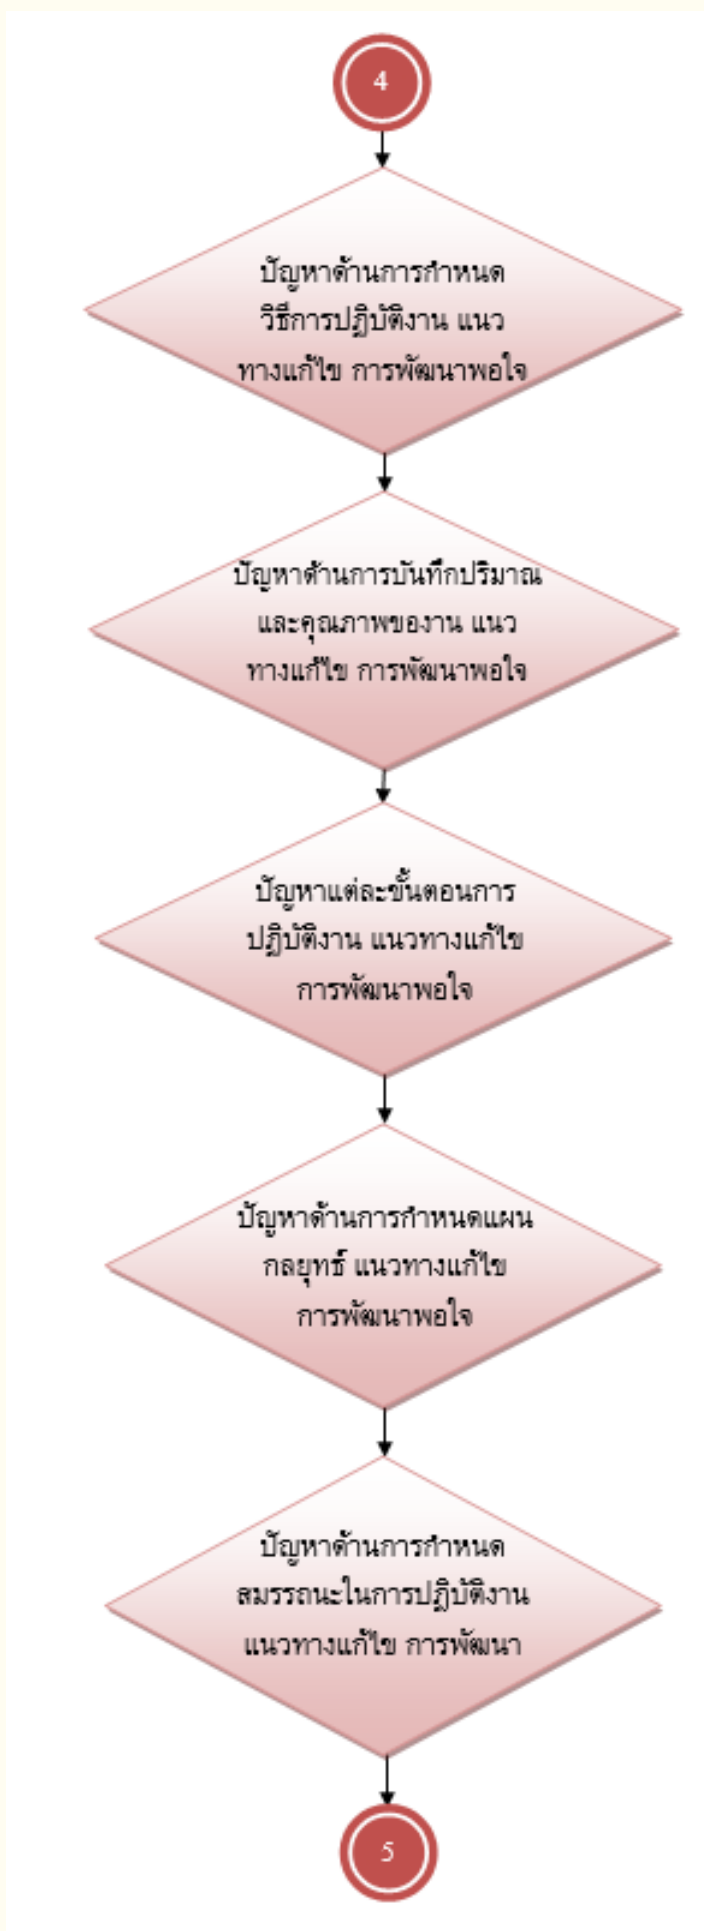 4
ปัญหาด้านการกำหนด
วิธีการปฏิบัติงาน แนว
ทางแก้ไข การพัฒนาพอใจ
ปัญหาด้านการบันทึกปริมาณ
และคุณภาพของงาน แนว
ทางแก้ไข การพัฒนาพอใจ
ปัญหาแต่ละขั้นตอนการ
ปฏิบัติงาน แนวทางแก้ไข
การพัฒนาพอใจ
ปัญหาด้านการกำหนดแผน
กลยุทธ์ แนวทางแก้ไข
การพัฒนาพอใจ
ปัญหาด้านการกำหนด
สมรรถนะในการปฏิบัติงาน
แนวทางแก้ไข การพัฒนา
5